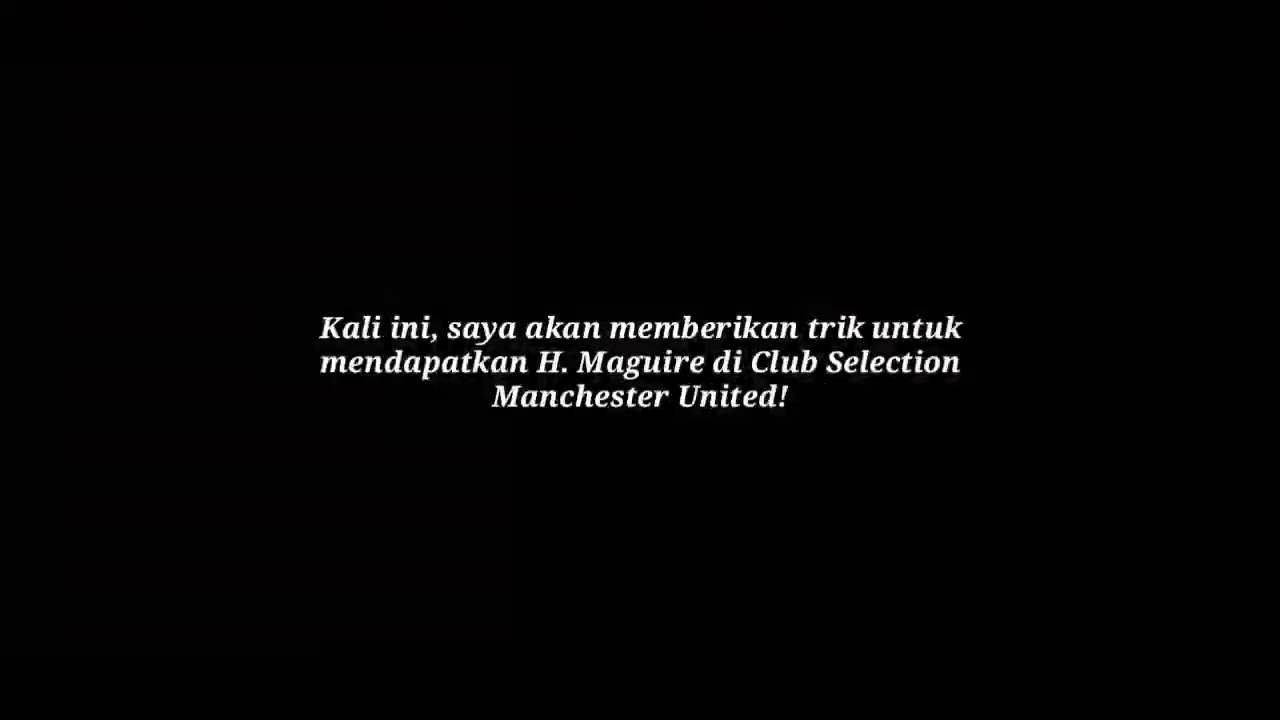 Kali ini, saya akan memberikan trik untuk
mendapatkan H. Maguire di Club Selection
Manchester United!